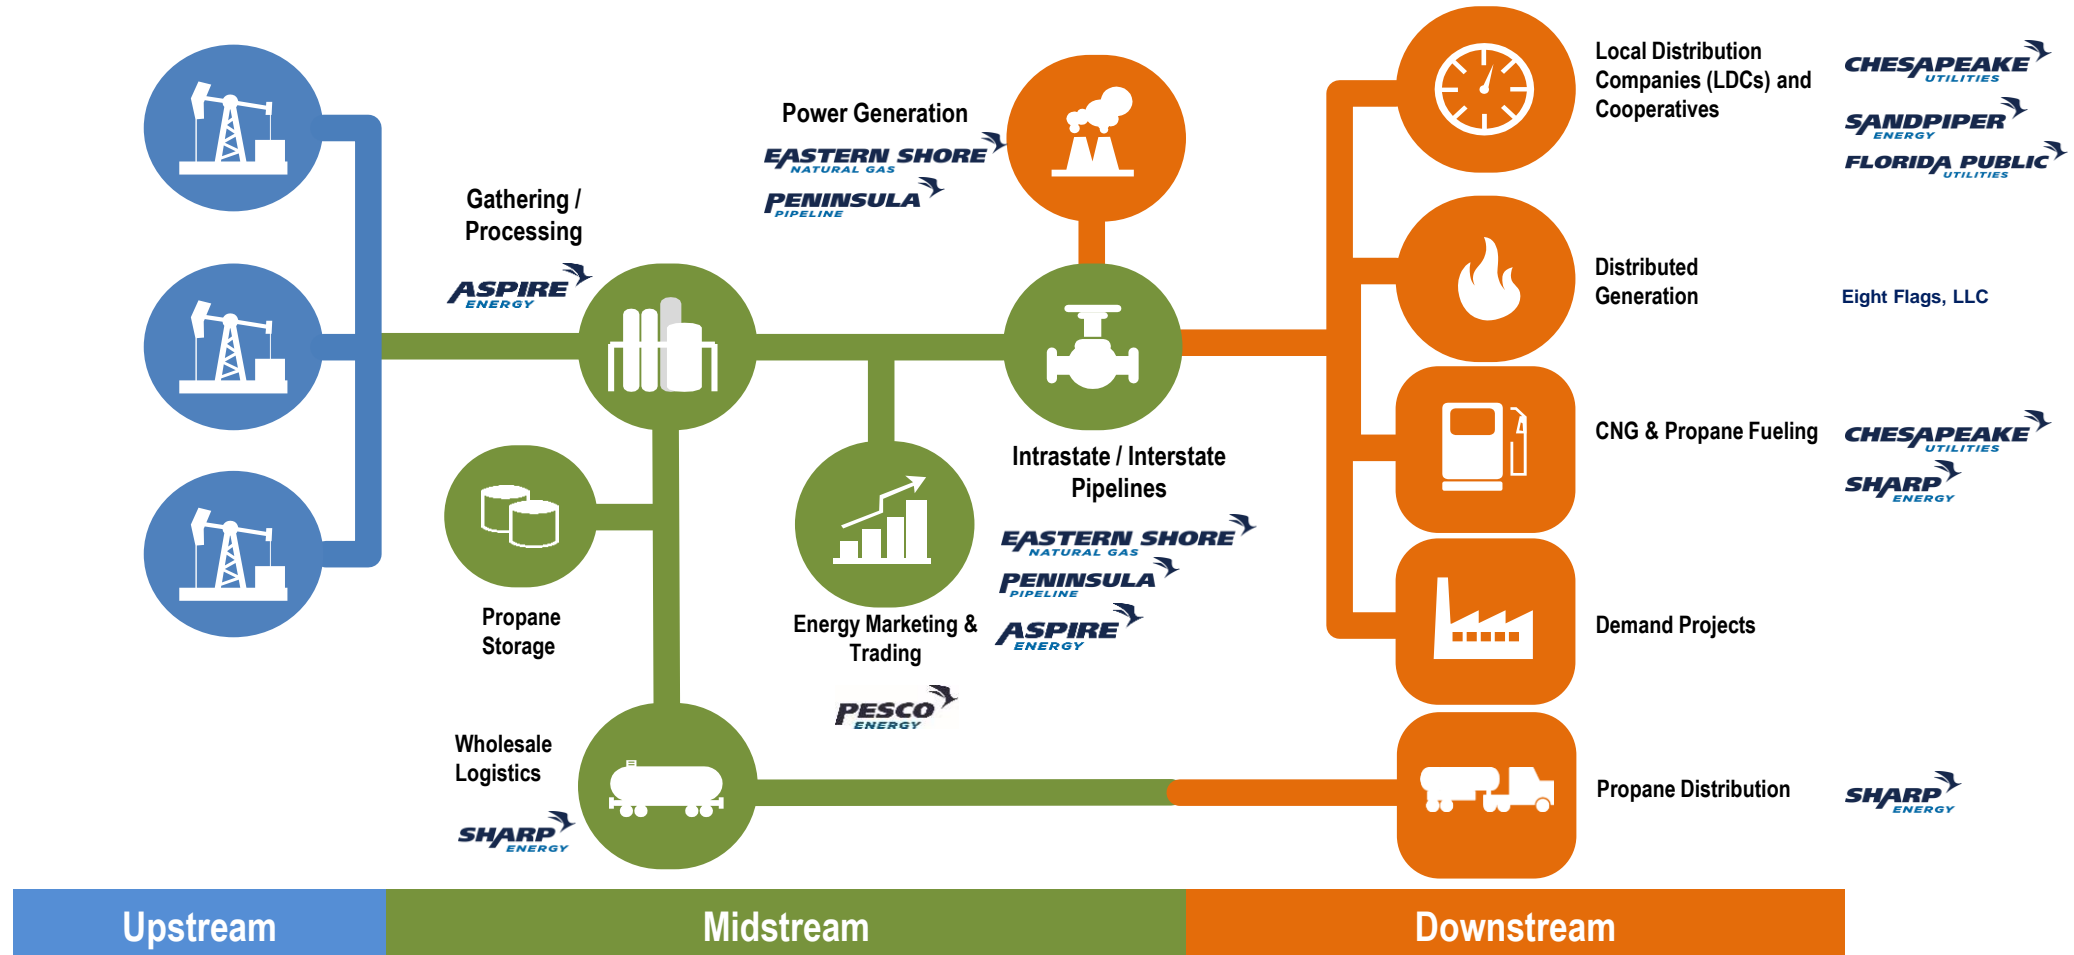 Gathering /
Processing
ASPIRE
ENERGY
Propane
Storage
Wholesale
Logistics
SHARP
ENERGY
Power Generation
EASTERN SHORE
NATURAL GAS
PENINSULA
PIPELINE
Energy Marketing &
Trading
PESCO
ENERGY
Intrastate / Interstate
Pipelines
EASTERN SHORE
NATURAL GAS
PENINSULA
PIPELINE
ASPIRE
ENERGY
Local Distribution
Companies (LDCs) and
Cooperatives
CHESAPEAKE
UTILITIES
SANDPIPER
ENERGY
FLORIDA PUBLIC
UTILITIES
Distributed
Generation
Eight Flags, LLC
CNG & Propane Fueling
CHESAPEAKE
UTILITIES
SHARP
ENERGY
Demand Projects
Propane Distribution
SHARP
ENERGY
Upstream
Midstream
Downstream